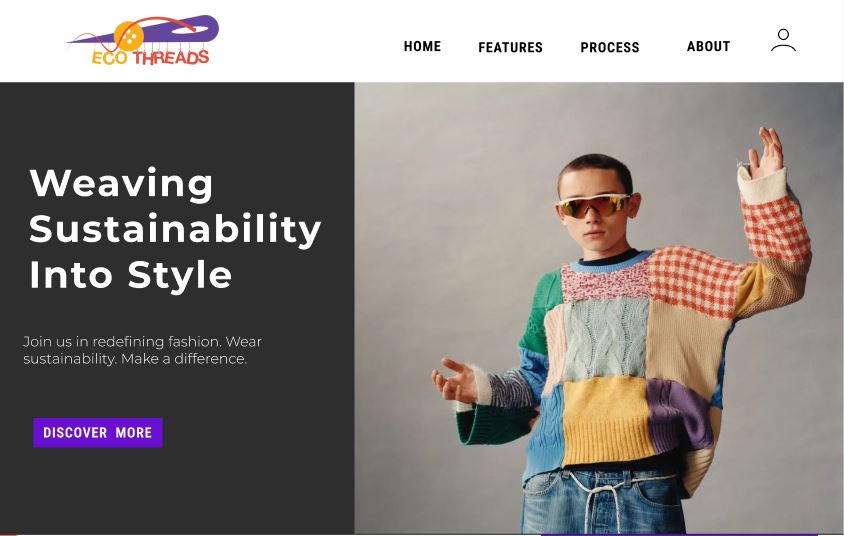 ECO THREADS
HOME
FEATURES
PROCESS
ABOUT
Weaving
Sustainability
Into Style
Join us in redefining fashion. Wear
sustainability. Make a difference.
DISCOVER MORE